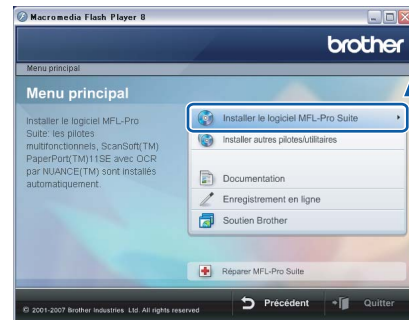 Macromedia Flash Player 8
brother
Menu principal
Menu principal
Installer le logiciel MFL-Pro
Suite: les pilotes
multifonctionnels, ScanSoft(TM)
PaperPort(TM)11SE avec OCR
par NUANCE(TM) sont installés
automatiquement.
Installer le logiciel MFL-Pro Suite
Installer autres pilotes/utilitaires
Documentation
Enregistrement en ligne
Soutien Brother
Réparer MFL-Pro Suite
© 2001-2007 Brother Industries Ltd. All rights reserved
Précédent
Quitter